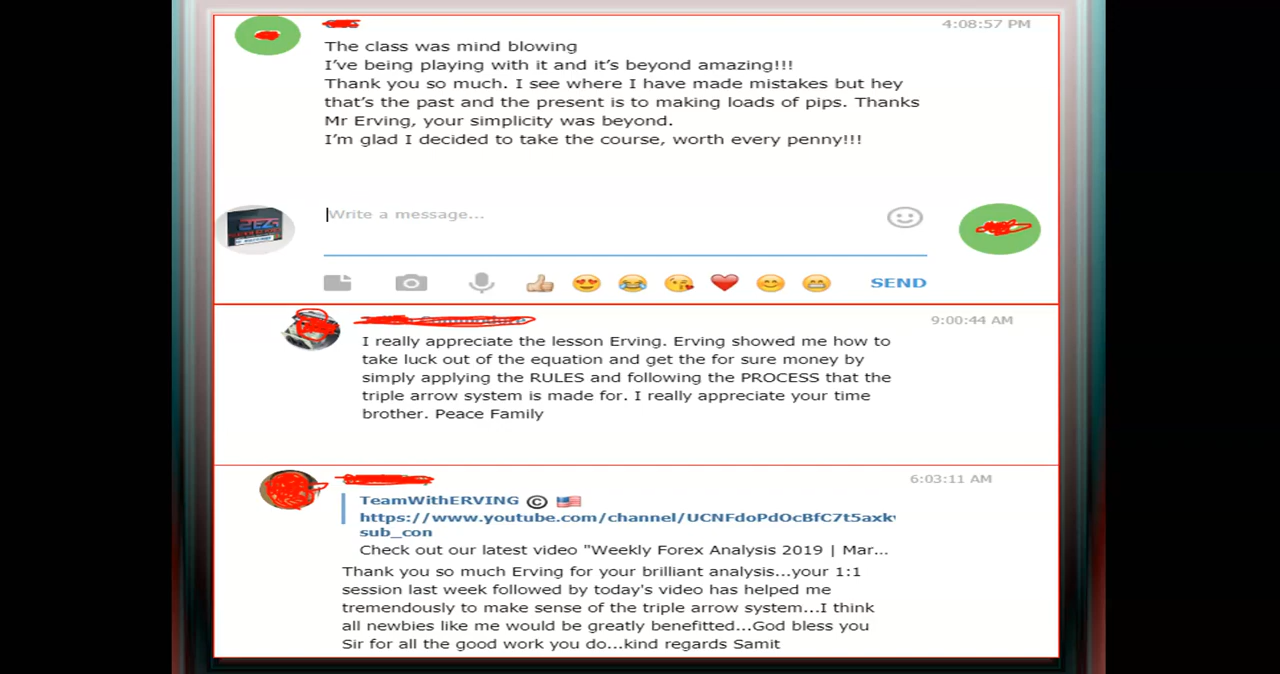 4:08:57 PM
The class was mind blowing
I've being playing with it and it's beyond amazing!!!
Thank you so much. I see where I have made mistakes but hey
that's the past and the present is to making loads of pips. Thanks
Mr Erving, your simplicity was beyond.
I'm glad I decided to take the course, worth every penny!!!
Write a message...
SEND
9:00:44 AM
I really appreciate the lesson Erving. Erving showed me how to
take luck out of the equation and get the for sure money by
simply applying the RULES and following the PROCESS that the
triple arrow system is made for. I really appreciate your time
brother. Peace Family
6:03:11 AM
TeamWithERVING ©
https://www.youtube.com/channel/UCNFdoPdOcBfC7t5axk
sub_con
Check out our latest video "Weekly Forex Analysis 2019 | Mar...
Thank you so much Erving for your brilliant analysis...your 1:1
session last week followed by today's video has helped me
tremendously to make sense of the triple arrow system...I think
all newbies like me would be greatly benefitted...God bless you
Sir for all the good work you do...kind regards Samit